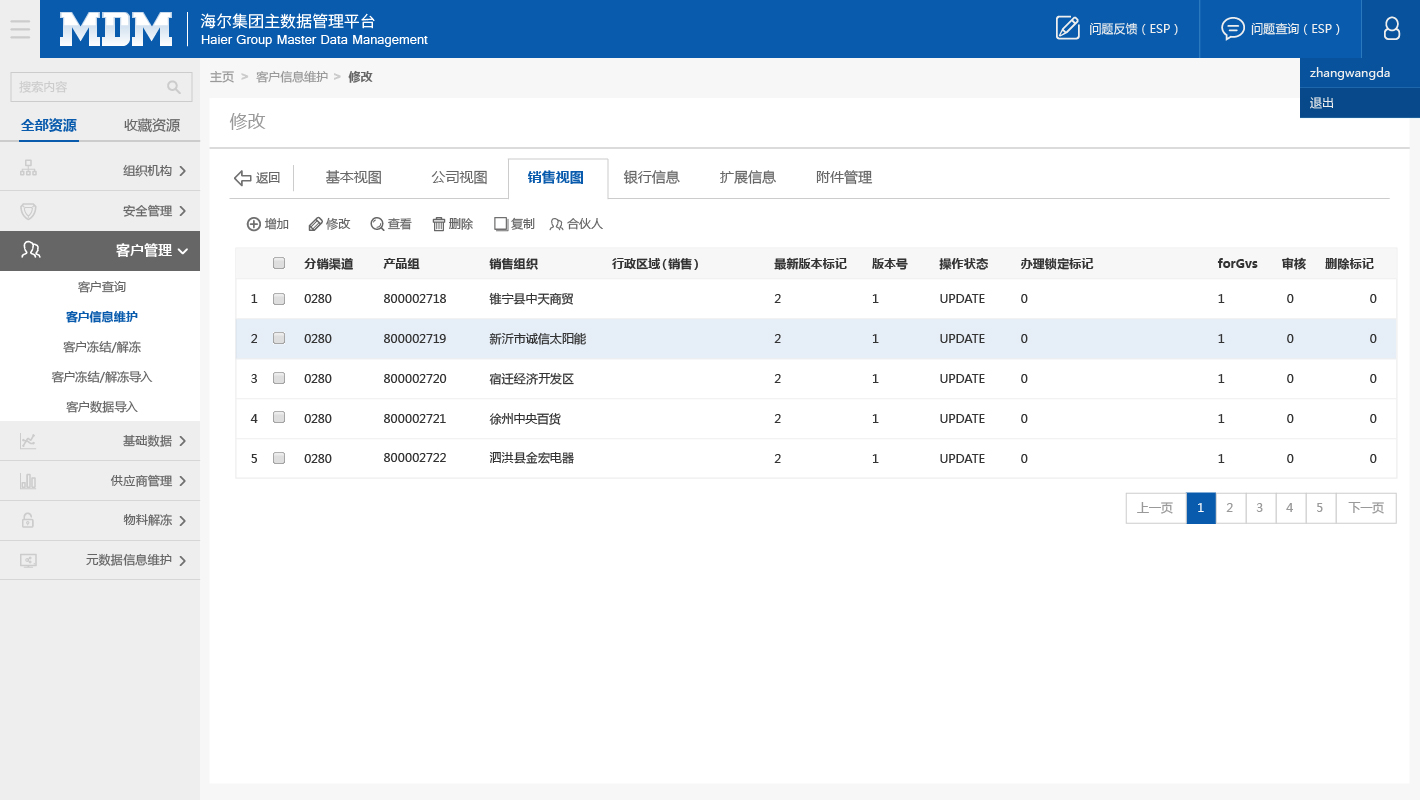 MDM
海尔集团主数据管理平台
Haier Group Master Data Management
问题反馈（ESP）
问题查询（ESP）
zhangwangda
退出
搜索内容
全部资源 收藏资源
组织机构
安全管理
客户管理
客户查询
客户信息维护
客户冻结/解冻
客户冻结/解冻导入
客户数据导入
基础数据
供应商管理
物料解冻
元数据信息维护
主页 > 客户信息维护 > 修改
修改
返回 基本视图 公司视图 销售视图 银行信息 扩展信息 附件管理
增加 修改 查看 删除 复制 合伙人
分销渠道 产品组 销售组织 行政区域(销售) 最新版本标记 版本号 操作状态 办理锁定标记 forGvs 审核 删除标记
1 0280 800002718 锥宁县中天商贸 2 1 UPDATE 0 1 0 0
2 0280 800002719 新沂市诚信太阳能 2 1 UPDATE 0 1 0 0
3 0280 800002720 宿迁经济开发区 2 1 UPDATE 0 1 0 0
4 0280 800002721 徐州中央百货 2 1 UPDATE 0 1 0 0
5 0280 800002722 泗洪县金宏电器 2 1 UPDATE 0 1 0 0
上一页 1 2 3 4 5 下一页